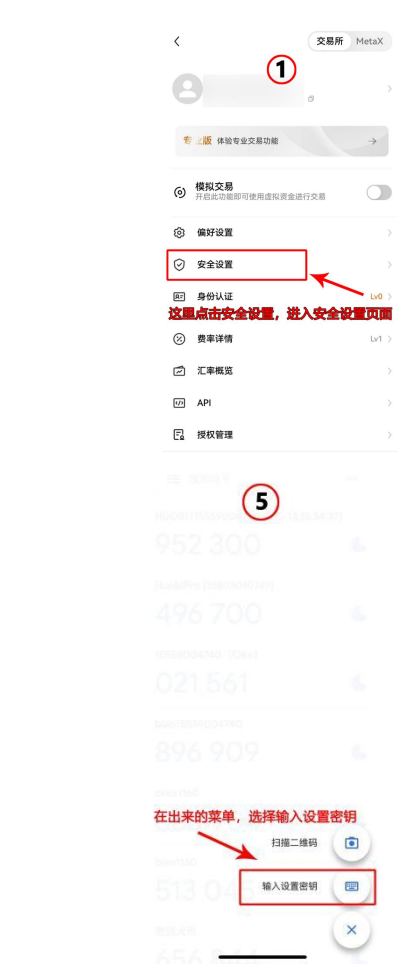 交易所 MetaX
①
体验专业交易功能
模拟交易
开启此功能即可使用虚拟资金进行交易
偏好设置
安全设置
身份认证 Lv0
这里点击安全设置，进入安全设置页面
费率详情 Lv1
汇率概览
API
授权管理
⑤
952 300
496 700
021 561
896 909
在出来的菜单，选择输入设置密钥
扫描二维码
输入设置密钥
513 04
656